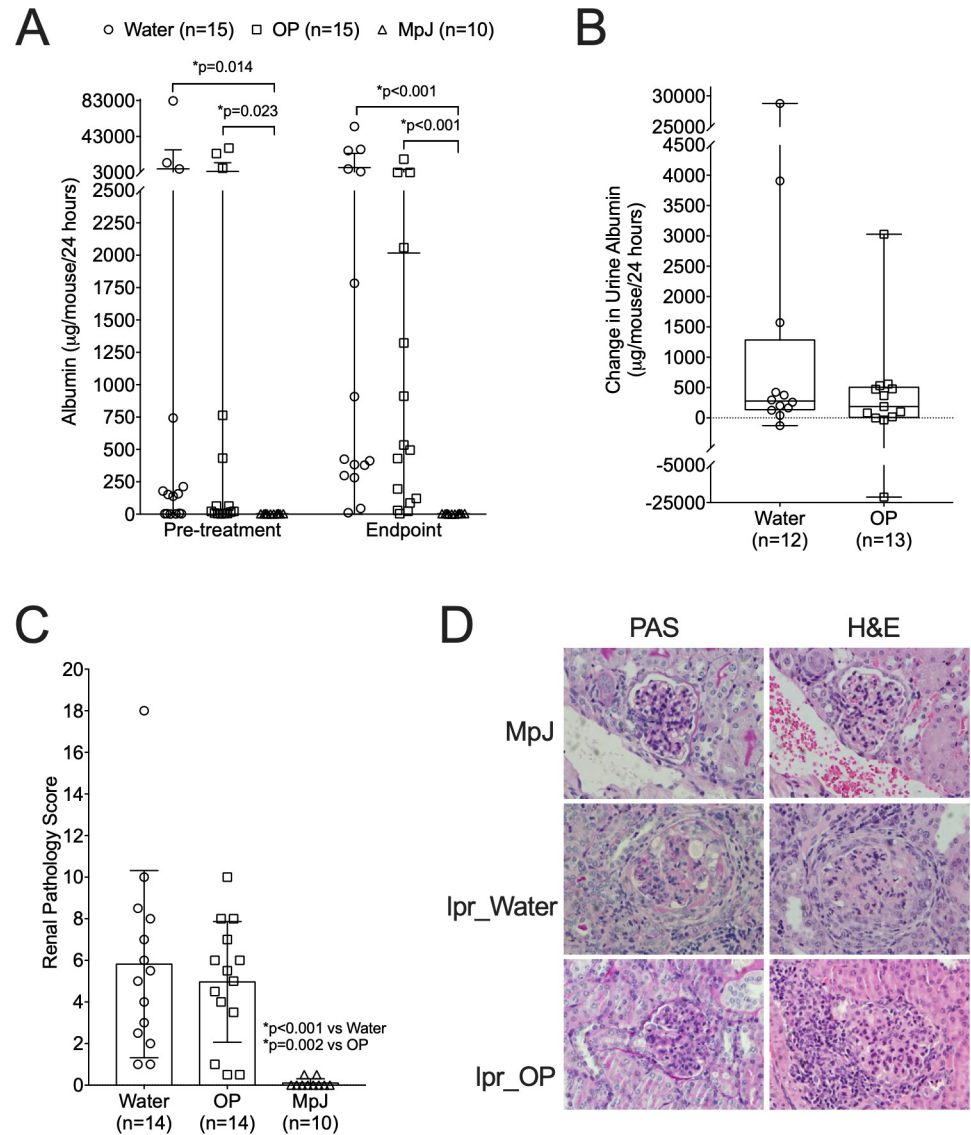 A
Water (n=15) OP (n=15) MpJ (n=10)
*p=0.014
*p=0.023
*p<0.001
*p<0.001
83000
43000
3000
2500
2250
2000
1750
1500
1250
1000
750
500
250
0
Albumin (µg/mouse/24 hours)
Pre-treatment Endpoint
B
30000
25000
4500
4000
3500
3000
2500
2000
1500
1000
500
0
-5000
-25000
Change in Urine Albumin
(µg/mouse/24 hours)
Water OP
(n=12) (n=13)
C
20
18
16
14
12
10
8
6
4
2
0
Renal Pathology Score
*p<0.001 vs Water
*p=0.002 vs OP
Water OP MpJ
(n=14) (n=14) (n=10)
D
PAS H&E
MpJ
lpr_Water
lpr_OP